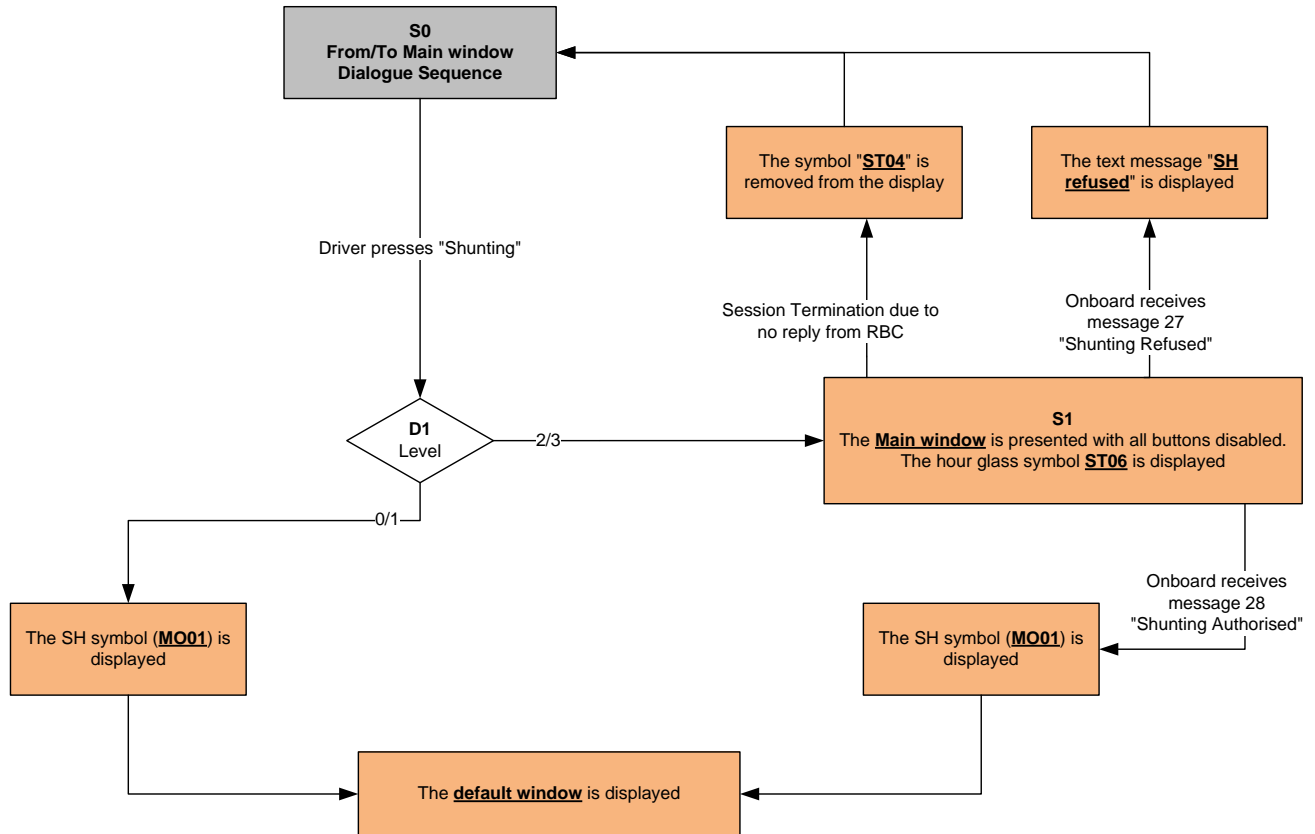 S0
From/To Main window
Dialogue Sequence
The symbol "ST04" is
removed from the display
The text message "SH
refused" is displayed
Driver presses "Shunting"
Session Termination due to
no reply from RBC
Onboard receives
message 27
"Shunting Refused"
D1
Level
2/3
S1
The Main window is presented with all buttons disabled.
The hour glass symbol ST06 is displayed
0/1
Onboard receives
message 28
"Shunting Authorised"
The SH symbol (MO01) is
displayed
The SH symbol (MO01) is
displayed
The default window is displayed